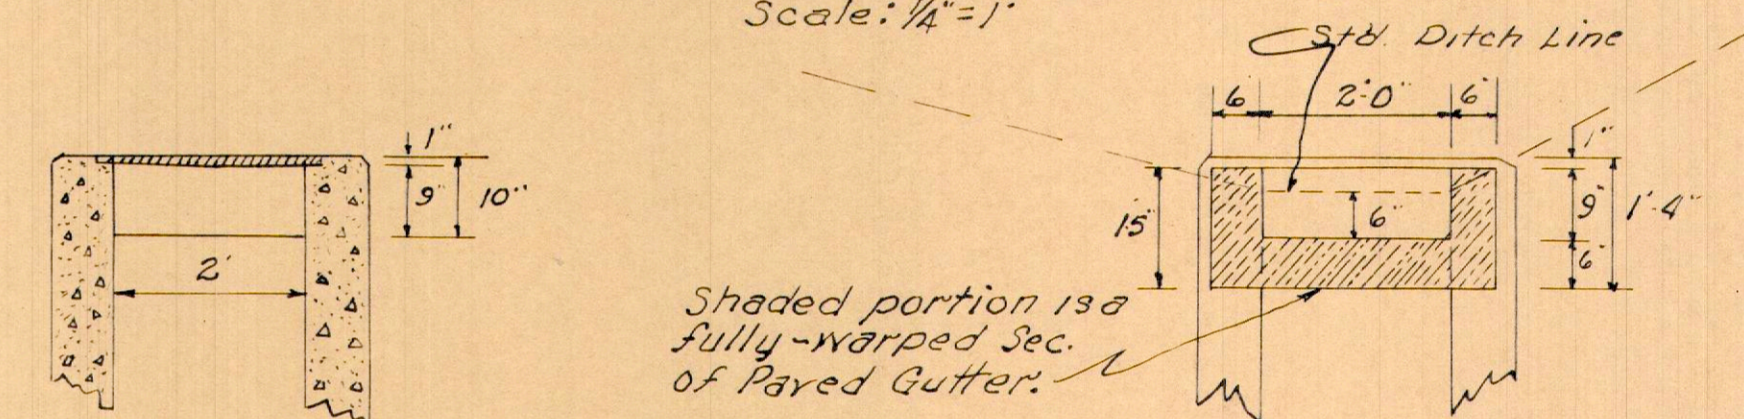 Scale: 1/4"=1'
Std. Ditch Line
6" 2'-0" 6"
1"
9"
10"
2'
1"
9"
1'-4"
6"
15"
6"
Shaded portion is a
fully-warped Sec.
of Paved Gutter.